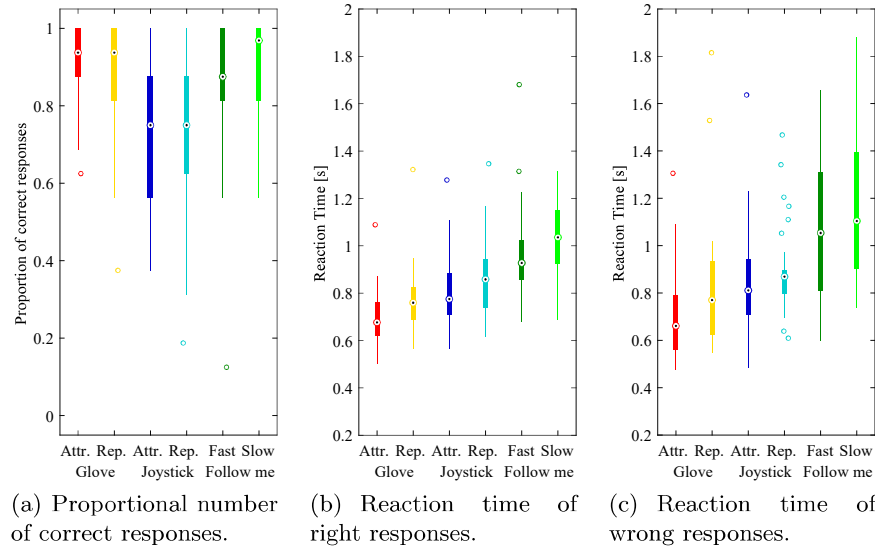 1
0.8
0.6
0.4
0.2
0
Proportion of correct responses
Attr. Rep. Attr. Rep. Fast Slow
Glove Joystick Follow me
(a) Proportional number
of correct responses.
2
1.8
1.6
1.4
1.2
1
0.8
0.6
0.4
0.2
Reaction Time [s]
Attr. Rep. Attr. Rep. Fast Slow
Glove Joystick Follow me
(b) Reaction time of
right responses.
2
1.8
1.6
1.4
1.2
1
0.8
0.6
0.4
0.2
Reaction Time [s]
Attr. Rep. Attr. Rep. Fast Slow
Glove Joystick Follow me
(c) Reaction time of
wrong responses.